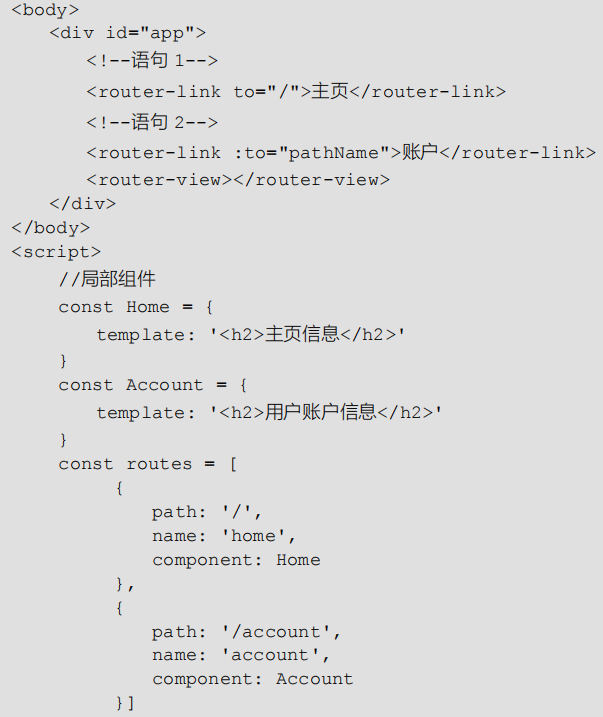 <body>
<div id="app">
<!--语句 1-->
<router-link to="/">主页</router-link>
<!--语句 2-->
<router-link :to="pathName">账户</router-link>
<router-view></router-view>
</div>
</body>
<script>
//局部组件
const Home = {
template: '<h2>主页信息</h2>'
}
const Account = {
template: '<h2>用户账户信息</h2>'
}
const routes = [
{
path: '/',
name: 'home',
component: Home
},
{
path: '/account',
name: 'account',
component: Account
}]